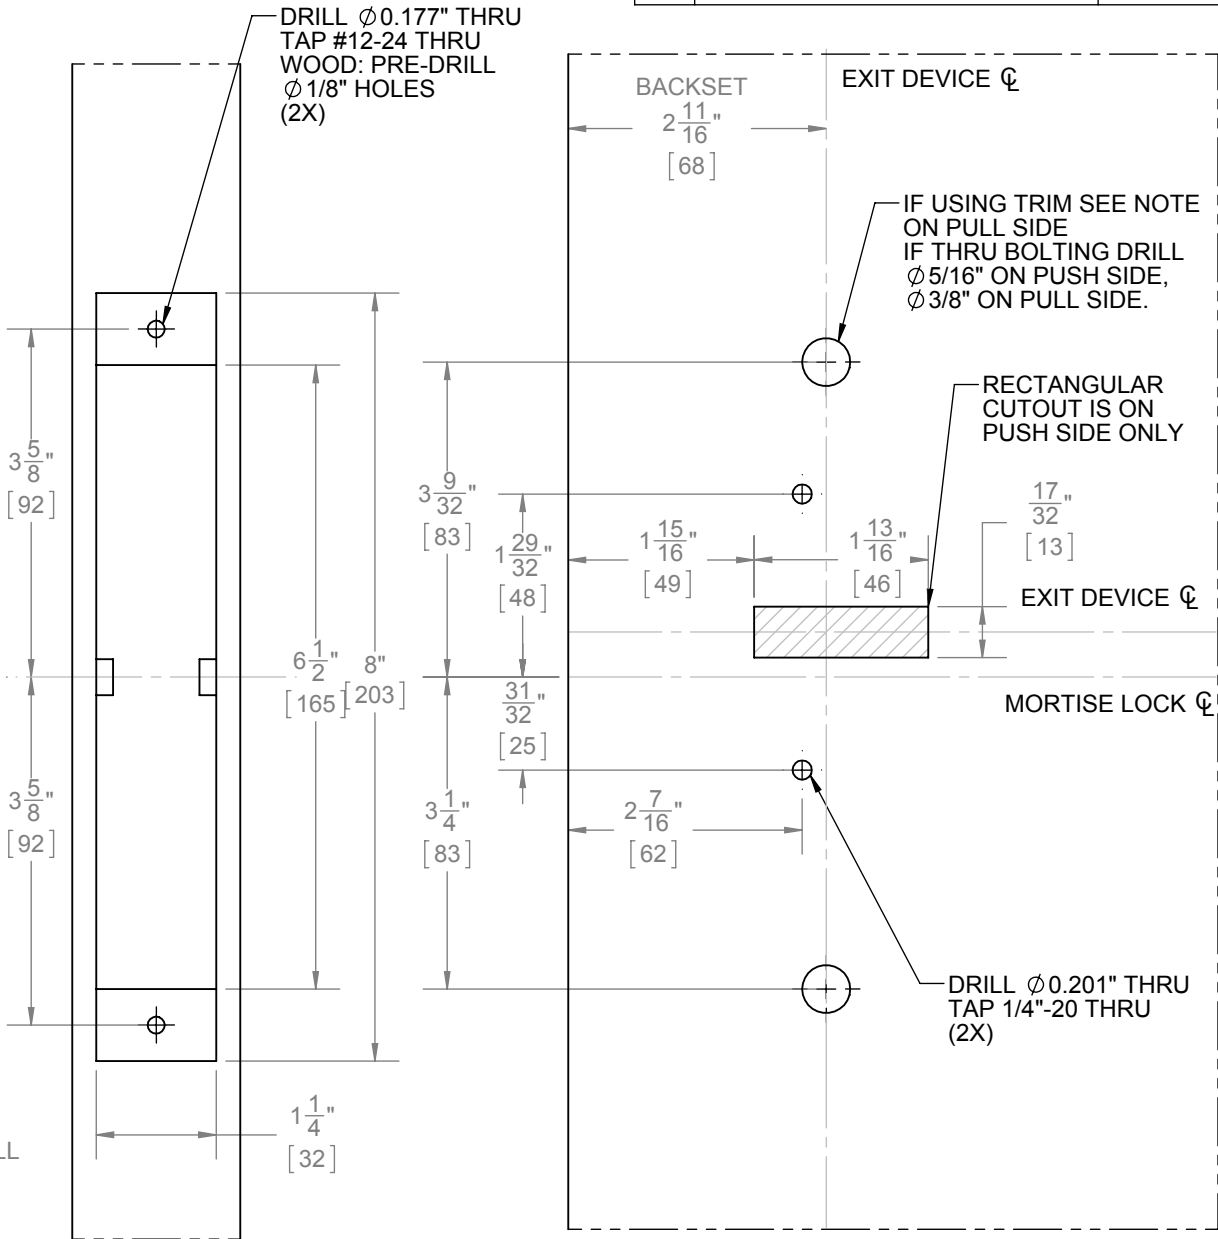 DRILL ∅0.177" THRU
TAP #12-24 THRU
WOOD: PRE-DRILL
∅1/8" HOLES
(2X)
BACKSET
2 11/16"
[68]
EXIT DEVICE ℄
IF USING TRIM SEE NOTE
ON PULL SIDE
IF THRU BOLTING DRILL
∅5/16" ON PUSH SIDE,
∅3/8" ON PULL SIDE.
RECTANGULAR
CUTOUT IS ON
PUSH SIDE ONLY
3 5/8"
[92]
3 9/32"
[83]
1 29/32"
[48]
1 15/16"
[49]
1 13/16"
[46]
17/32"
[13]
EXIT DEVICE ℄
6 1/2"
[165]
8"
[203]
31/32"
[25]
MORTISE LOCK ℄
3 5/8"
[92]
3 1/4"
[83]
2 7/16"
[62]
DRILL ∅0.201" THRU
TAP 1/4"-20 THRU
(2X)
1 1/4"
[32]